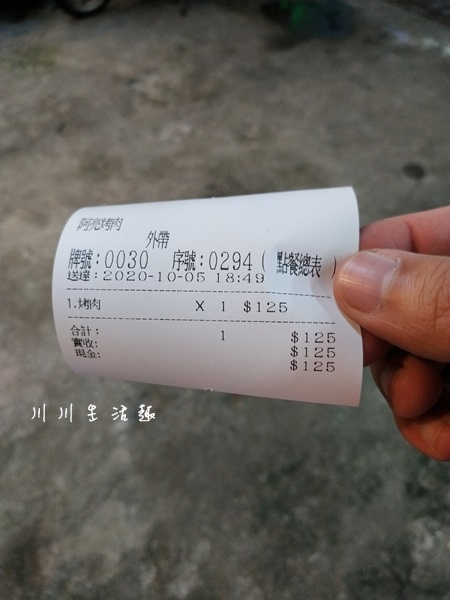 阿亮烤肉
外帶
牌號：0030 序號：0294 ( 點餐總表 )
送達：2020-10-05 18:49
1.烤肉 X 1 $125
合計： 1 $125
實收: $125
現金: $125
川川生活趣